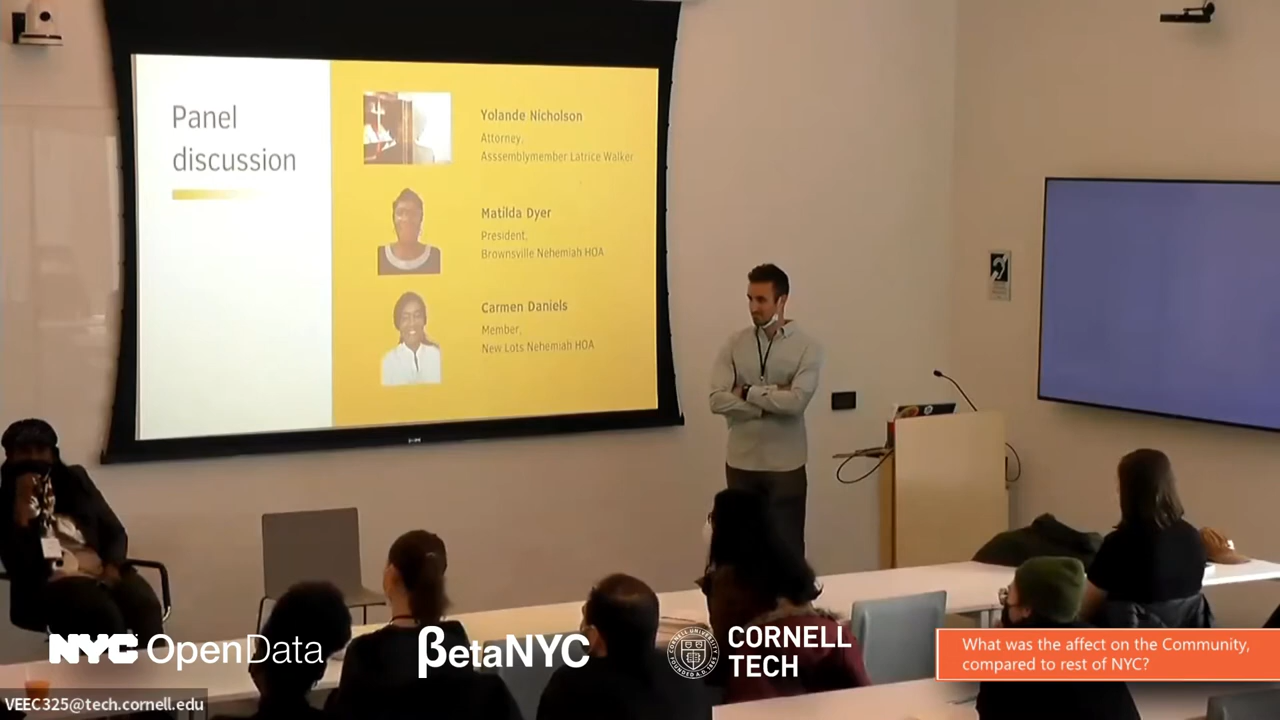 Panel
discussion
Yolande Nicholson
Attorney,
Asssemblymember Latrice Walker
Matilda Dyer
President,
Brownsville Nehemiah HOA
Carmen Daniels
Member,
New Lots Nehemiah HOA
NYC OpenData
βetaNYC
CORNELL
TECH
What was the affect on the Community,
compared to rest of NYC?
VEEC325@tech.cornell.edu